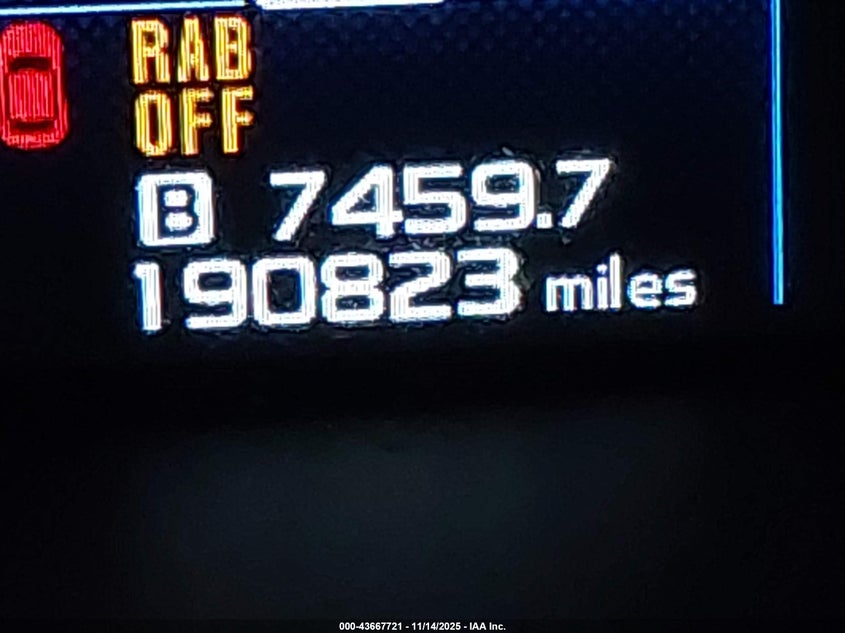 RAB
OFF
B 7459.7
190823 miles
000-43667721 - 11/14/2025 - IAA Inc.